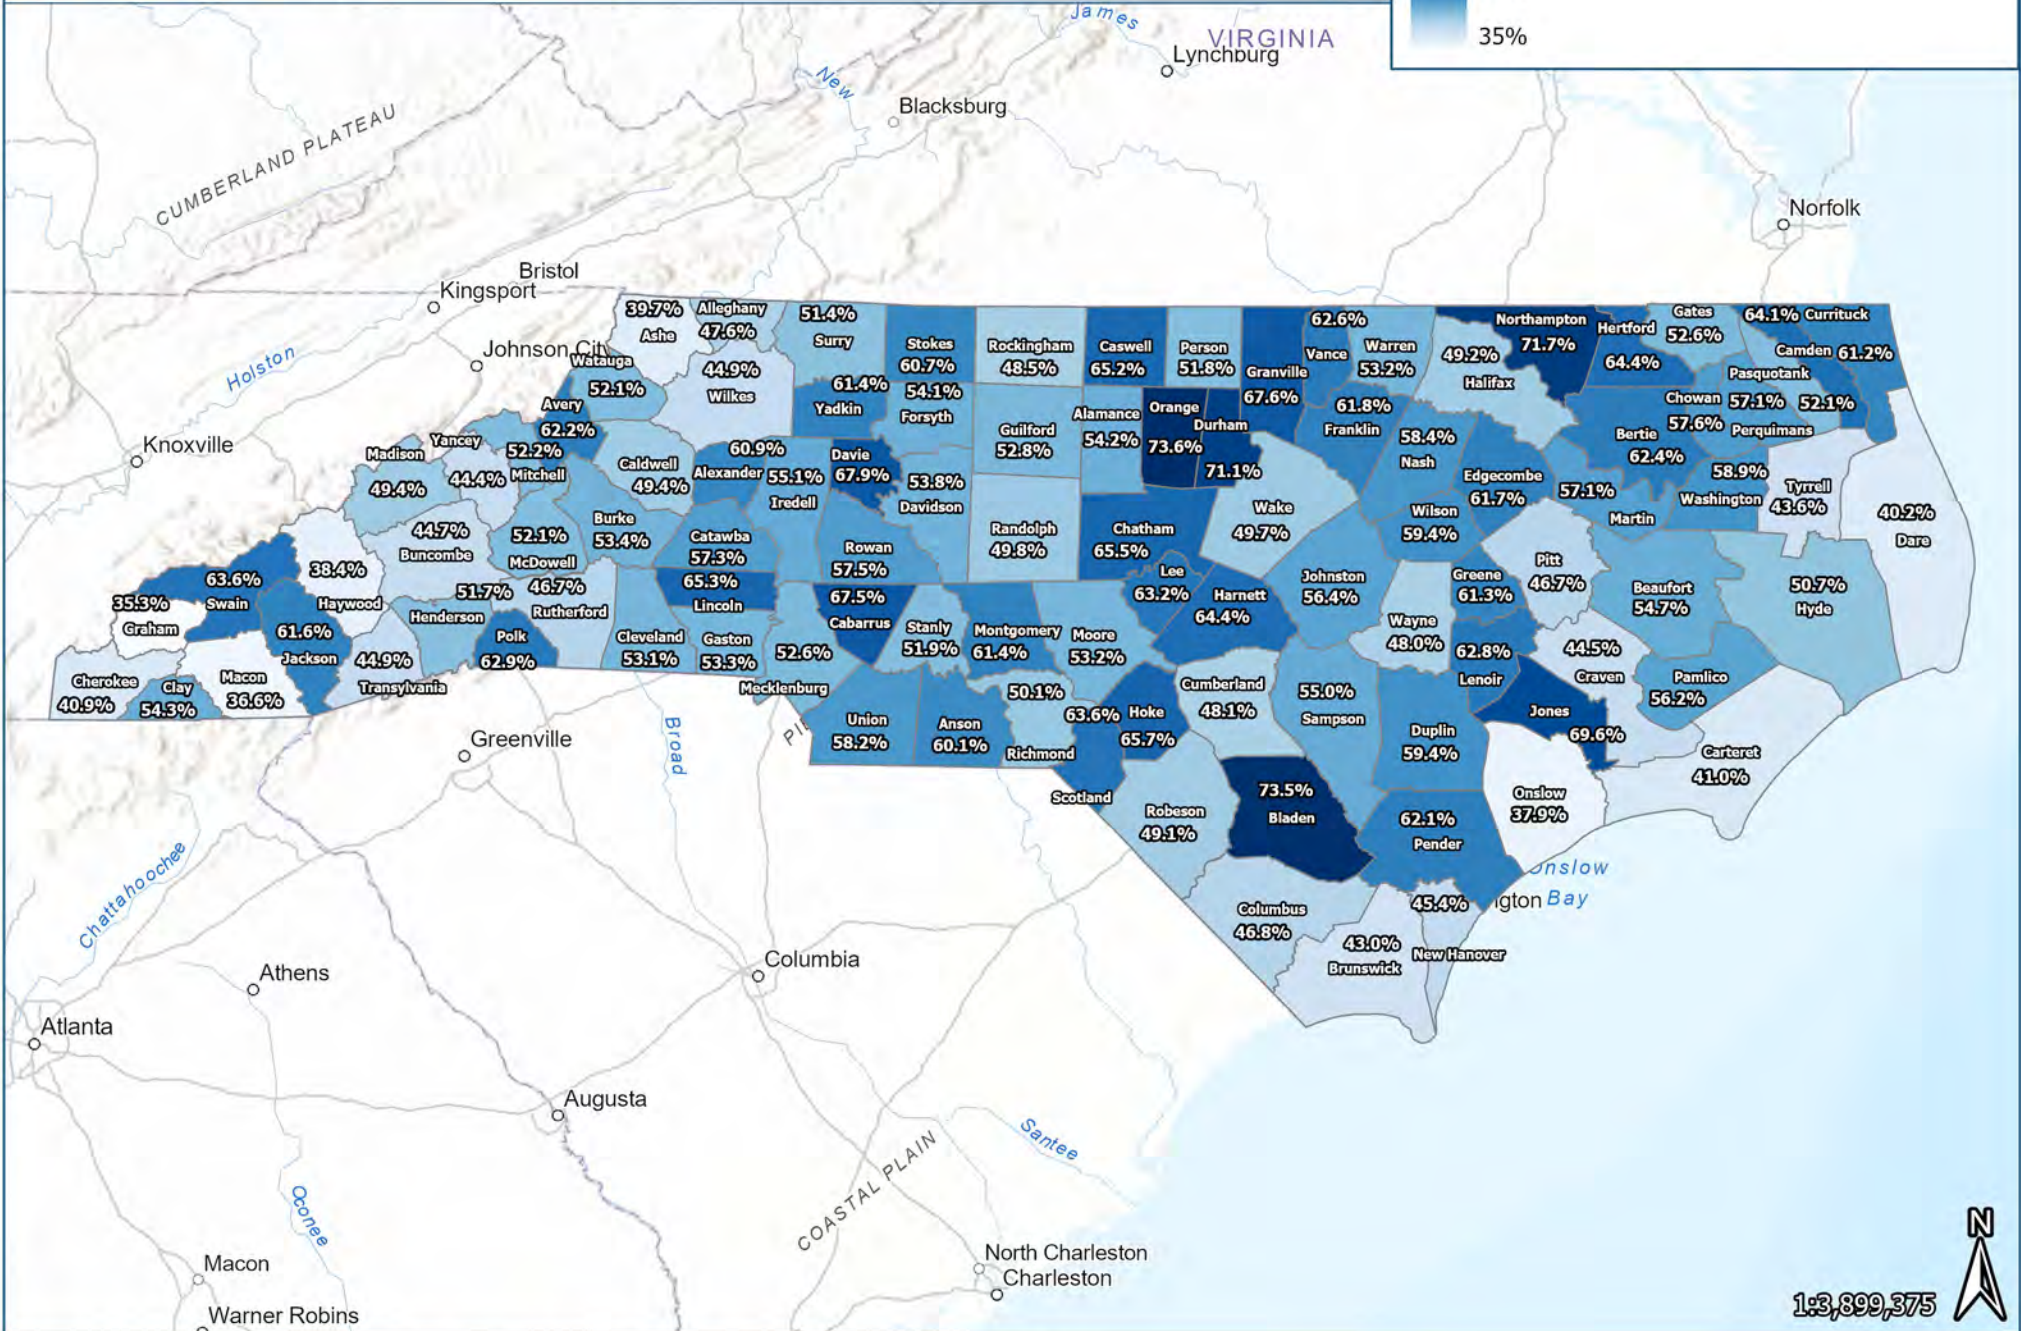 35%
James
VIRGINIA
Lynchburg
New
Blacksburg
CUMBERLAND PLATEAU
Norfolk
Bristol
Kingsport
Johnson City
Holston
Knoxville
39.7%
Ashe
Alleghany
47.6%
51.4%
Surry
Stokes
60.7%
Rockingham
48.5%
Caswell
65.2%
Person
51.8%
Granville
67.6%
62.6%
Vance
Warren
53.2%
49.2%
Halifax
Northampton
71.7%
Hertford
64.4%
Gates
52.6%
64.1%
Currituck
Camden
61.2%
Pasquotank
Watauga
52.1%
44.9%
Wilkes
61.4%
Yadkin
54.1%
Forsyth
Guilford
52.8%
Alamance
54.2%
Orange
73.6%
Durham
71.1%
61.8%
Franklin
58.4%
Nash
Edgecombe
61.7%
Bertie
62.4%
Chowan
57.6%
57.1%
52.1%
Perquimans
Avery
62.2%
Yancey
44.4%
52.2%
Mitchell
Madison
49.4%
Caldwell
49.4%
60.9%
Alexander
55.1%
Iredell
Davie
67.9%
53.8%
Davidson
Randolph
49.8%
Chatham
65.5%
Wake
49.7%
Wilson
59.4%
57.1%
Martin
58.9%
Washington
Tyrrell
43.6%
40.2%
Dare
44.7%
Buncombe
52.1%
McDowell
Burke
53.4%
Catawba
57.3%
Rowan
57.5%
Lee
63.2%
Harnett
64.4%
Johnston
56.4%
Greene
61.3%
Pitt
46.7%
Beaufort
54.7%
50.7%
Hyde
63.6%
Swain
38.4%
Haywood
35.3%
Graham
61.6%
Jackson
51.7%
Henderson
46.7%
Rutherford
Polk
62.9%
65.3%
Lincoln
Cleveland
53.1%
Gaston
53.3%
67.5%
Cabarrus
52.6%
Mecklenburg
Stanly
51.9%
Montgomery
61.4%
Moore
53.2%
Wayne
48.0%
62.8%
Lenoir
44.5%
Craven
Pamlico
56.2%
Cherokee
40.9%
Clay
54.3%
Macon
36.6%
44.9%
Transylvania
Union
58.2%
Anson
60.1%
50.1%
Richmond
63.6%
Scotland
Hoke
65.7%
Cumberland
48.1%
55.0%
Sampson
Duplin
59.4%
Jones
69.6%
Carteret
41.0%
Onslow
37.9%
Robeson
49.1%
73.5%
Bladen
62.1%
Pender
Columbus
46.8%
43.0%
Brunswick
45.4%
New Hanover
Onslow
Bay
ington
Greenville
Broad
PI
Chattahoochee
Columbia
Athens
Atlanta
Augusta
Santee
COASTAL PLAIN
Oconee
North Charleston
Charleston
Macon
Warner Robins
N
1:3,899,375